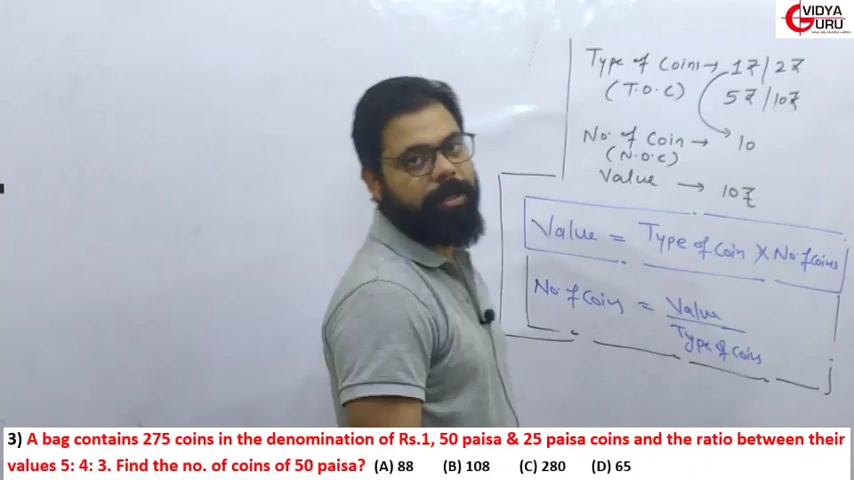 VIDYA
GURU
Type of Coins → 1₹ / 2₹
(T.O.C) 5₹ / 10₹
No. of Coin → 10
(N.O.C)
Value → 10₹
Value = Type of Coin X No. of Coins
No. of Coins = Value
Type of Coins
3) A bag contains 275 coins in the denomination of Rs.1, 50 paisa & 25 paisa coins and the ratio between their
values 5: 4: 3. Find the no. of coins of 50 paisa? (A) 88 (B) 108 (C) 280 (D) 65